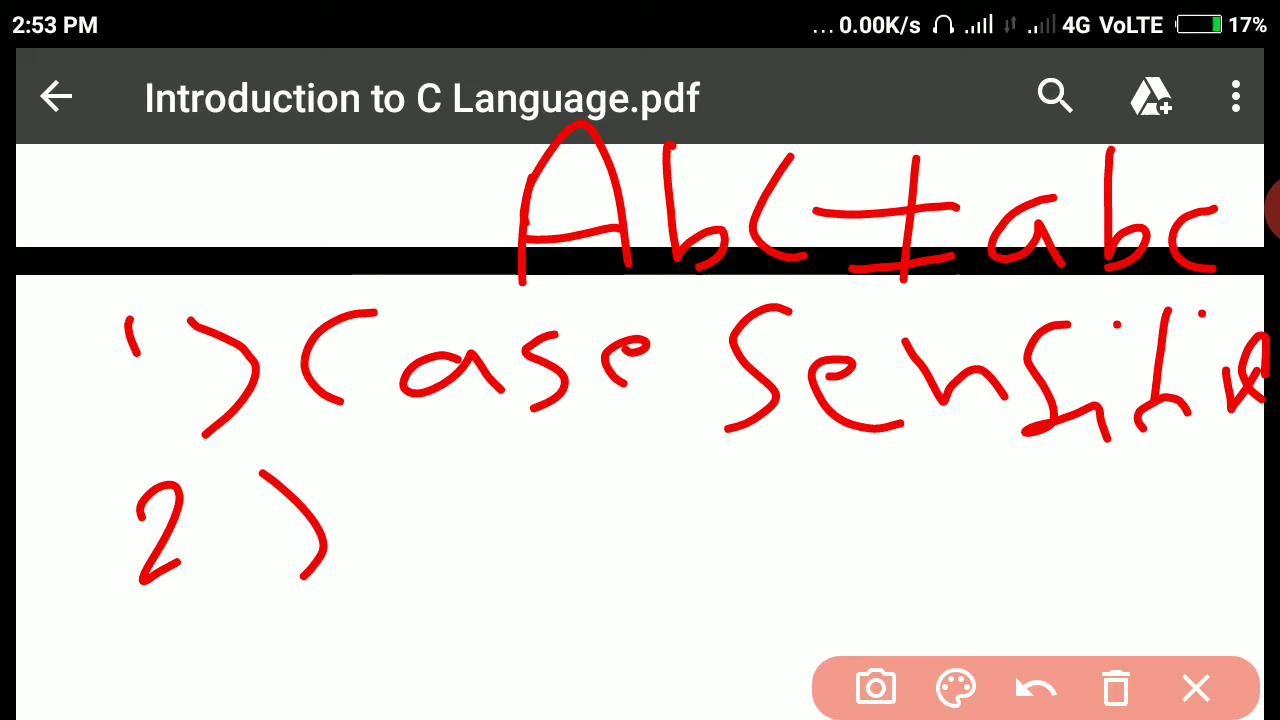 2:53 PM ... 0.00K/s 4G VoLTE 17%
Introduction to C Language.pdf
Abc ≠ abc
1) Case Sensitive
2)